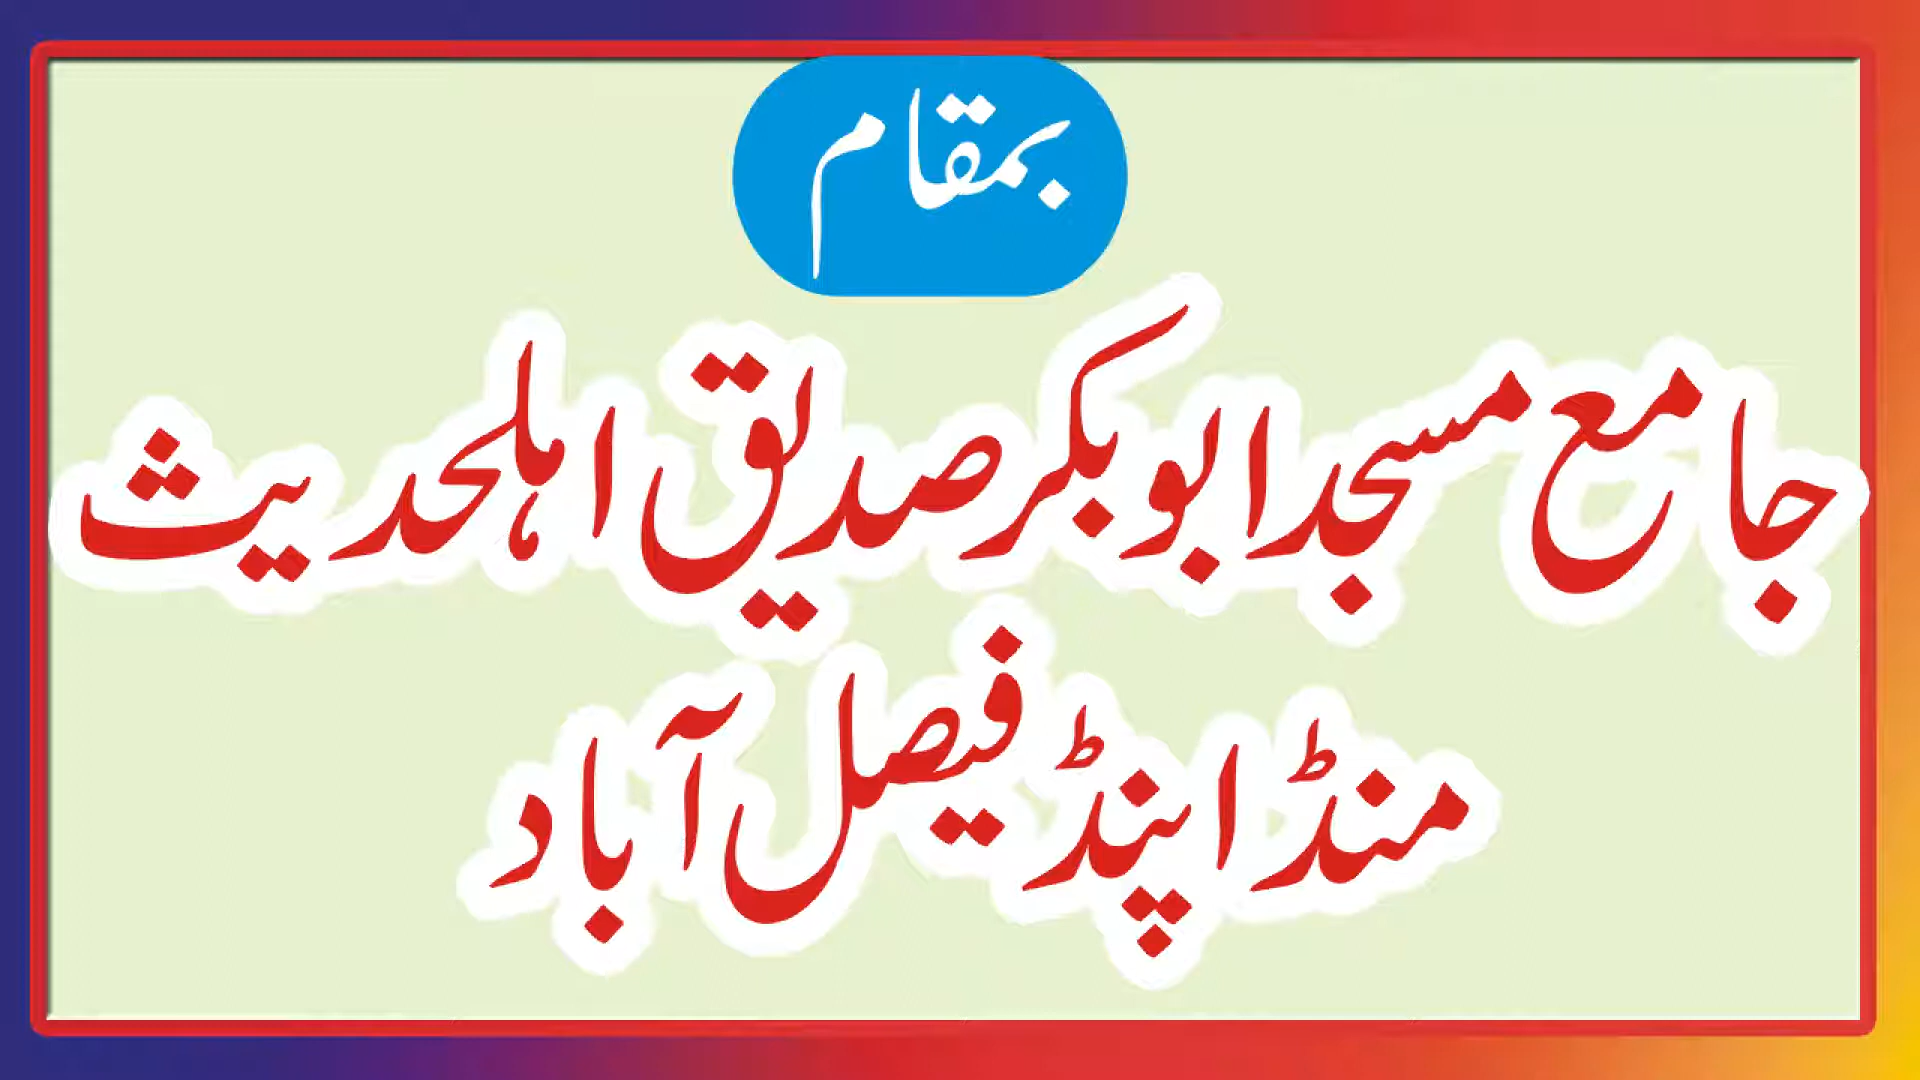 بمقام
جامع مسجد ابوبکر صدیق اہلحدیث
منڈا پنڈ فیصل آباد